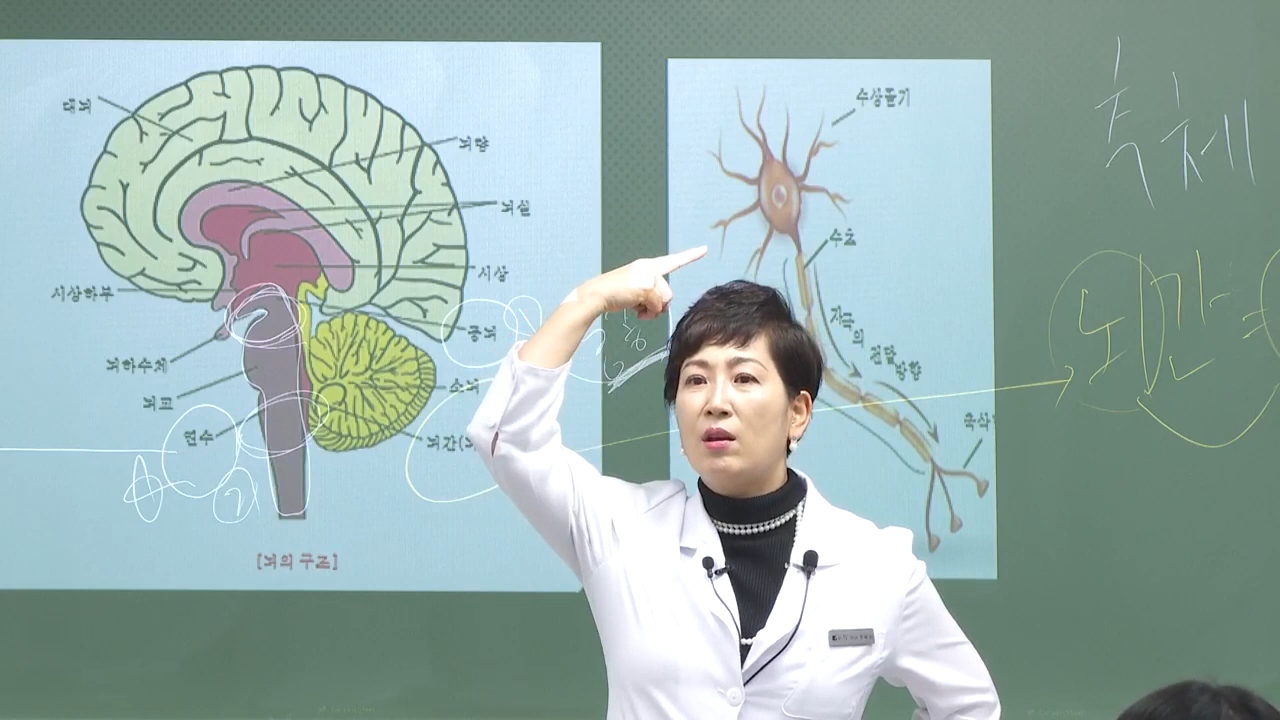 대뇌
뇌량
뇌실
시상
시상하부
중뇌
뇌하수체
소뇌
뇌교
연수
뇌간(
[뇌의 구조]
수상돌기
수초
자극의 전달 방향
축삭
축체
뇌간